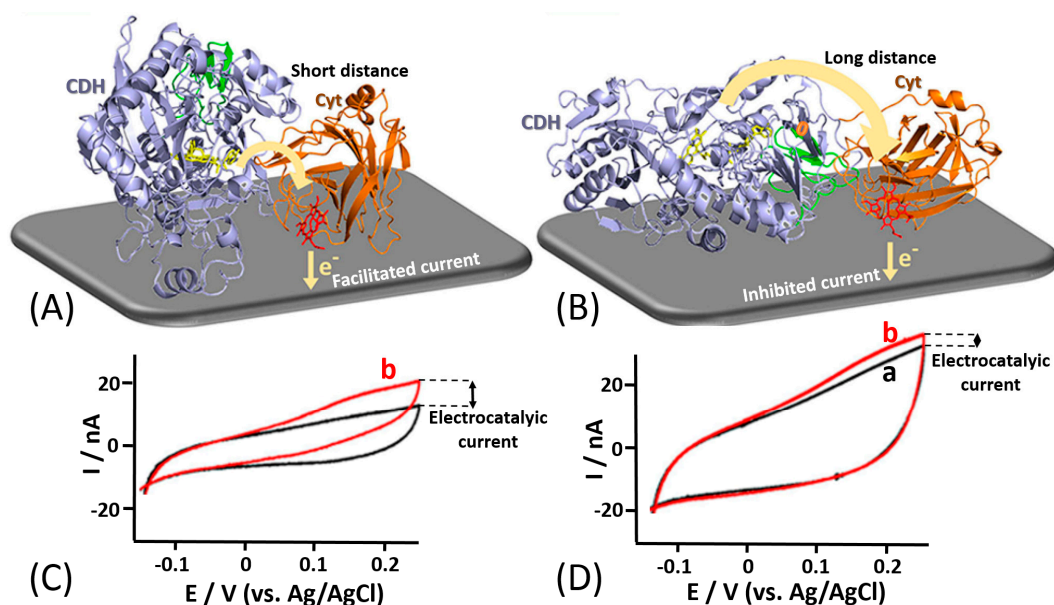 CDH
Short distance
Cyt
e-
Facilitated current
(A)
CDH
Long distance
Cyt
e-
Inhibited current
(B)
b
20
0
-20
I / nA
Electrocatalyic
current
-0.1
0
0.1
0.2
E / V (vs. Ag/AgCl)
(C)
b
a
20
0
-20
I / nA
Electrocatalyic
current
-0.1
0
0.1
0.2
E / V (vs. Ag/AgCl)
(D)